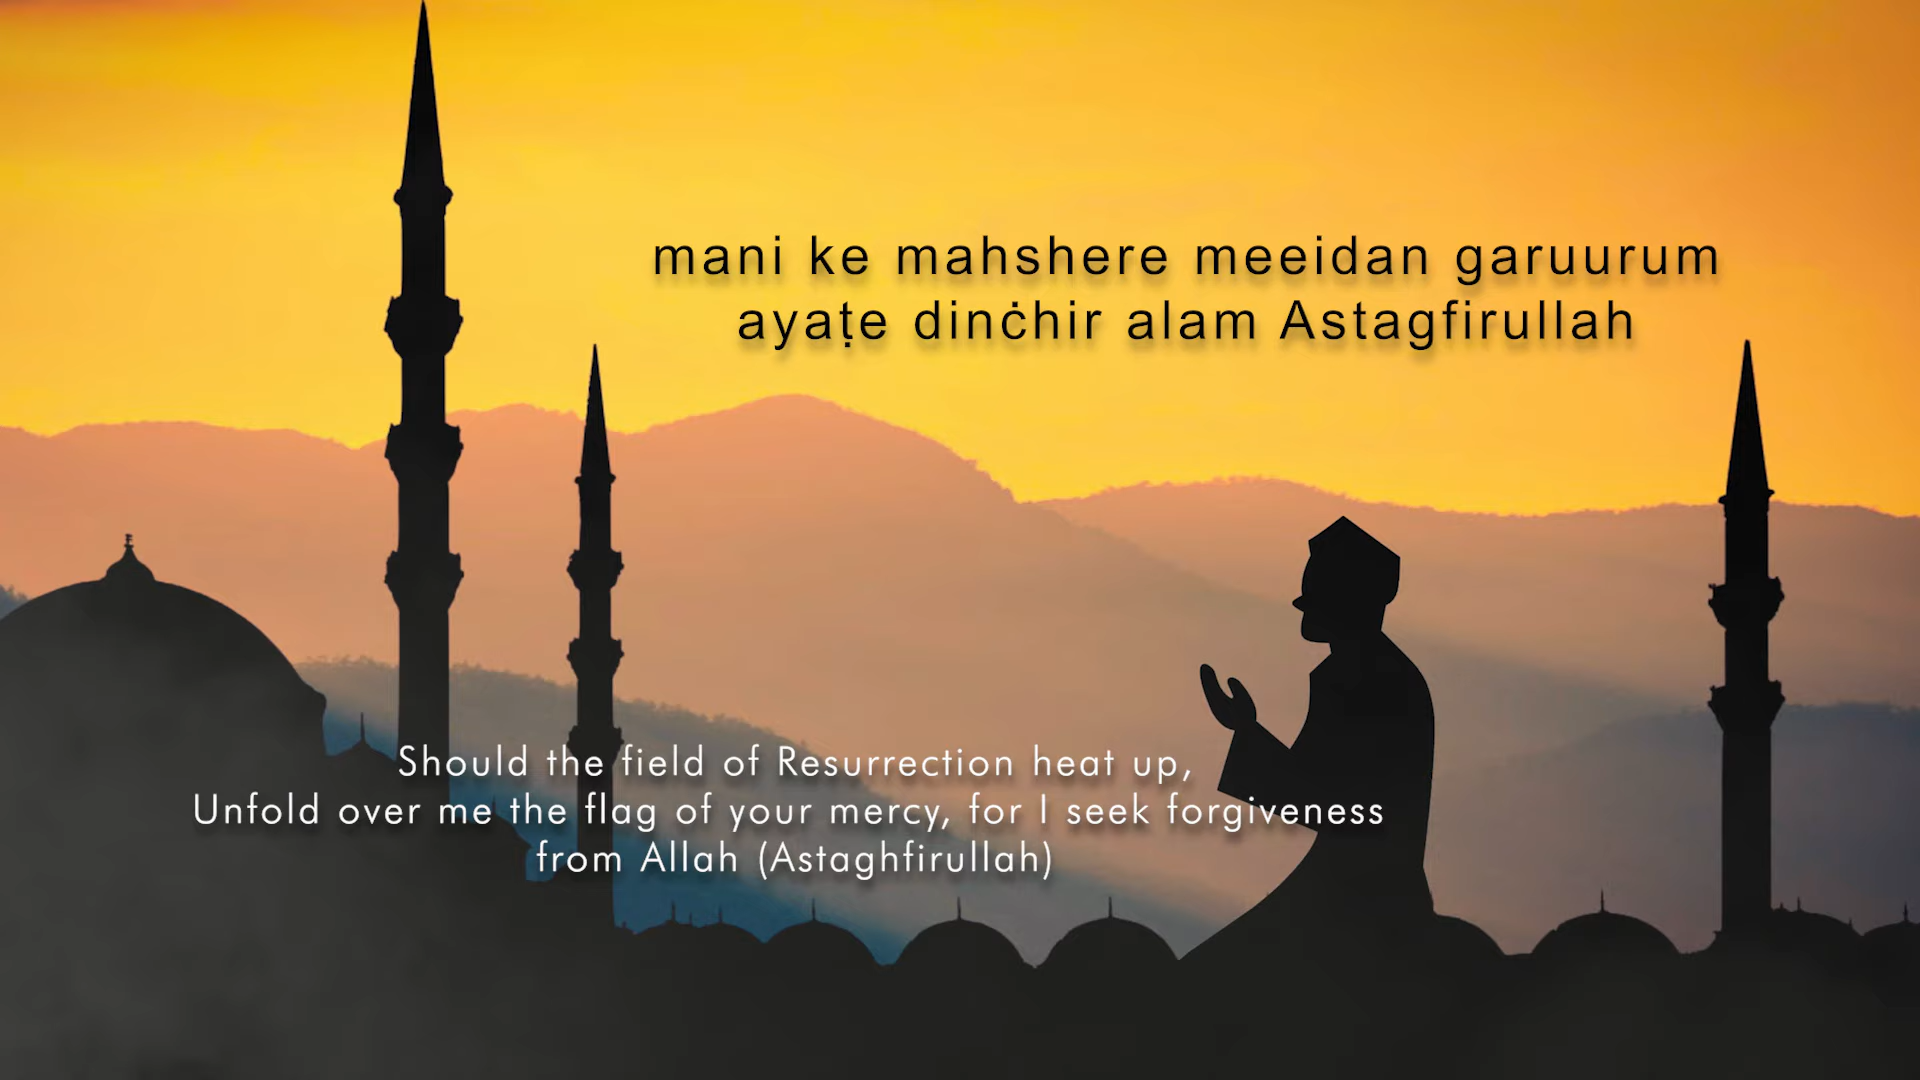 mani ke mahshere meeidan garuurum
ayaṭe dinċhir alam Astagfirullah
Should the field of Resurrection heat up,
Unfold over me the flag of your mercy, for I seek forgiveness
from Allah (Astaghfirullah)